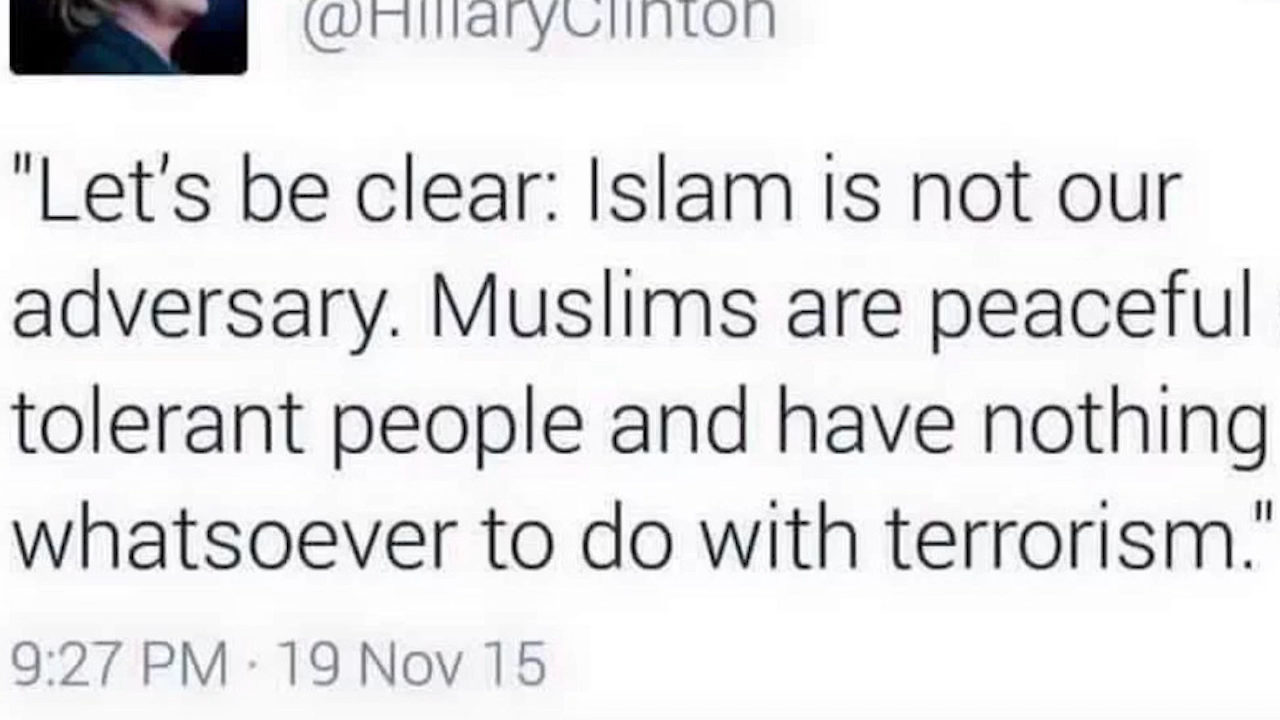 @HillaryClinton
"Let's be clear: Islam is not our
adversary. Muslims are peaceful
tolerant people and have nothing
whatsoever to do with terrorism."
9:27 PM · 19 Nov 15